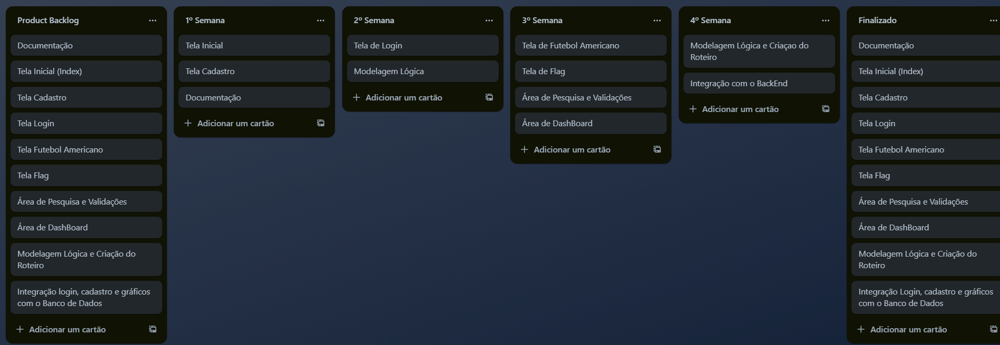 Product Backlog
Documentação
Tela Inicial (Index)
Tela Cadastro
Tela Login
Tela Futebol Americano
Tela Flag
Área de Pesquisa e Validações
Área de DashBoard
Modelagem Lógica e Criação do
Roteiro
Integração login, cadastro e gráficos
com o Banco de Dados
Adicionar um cartão
1º Semana
Tela Inicial
Tela Cadastro
Documentação
Adicionar um cartão
2º Semana
Tela de Login
Modelagem Lógica
Adicionar um cartão
3º Semana
Tela de Futebol Americano
Tela de Flag
Área de Pesquisa e Validações
Área de DashBoard
Adicionar um cartão
4º Semana
Modelagem Lógica e Criaçao do
Roteiro
Integração com o BackEnd
Adicionar um cartão
Finalizado
Documentação
Tela Inicial (Index)
Tela Cadastro
Tela Login
Tela Futebol Americano
Tela Flag
Área de Pesquisa e Validações
Área de DashBoard
Modelagem Lógica e Criação do
Roteiro
Integração Login, cadastro e gráficos
com o Banco de Dados
Adicionar um cartão